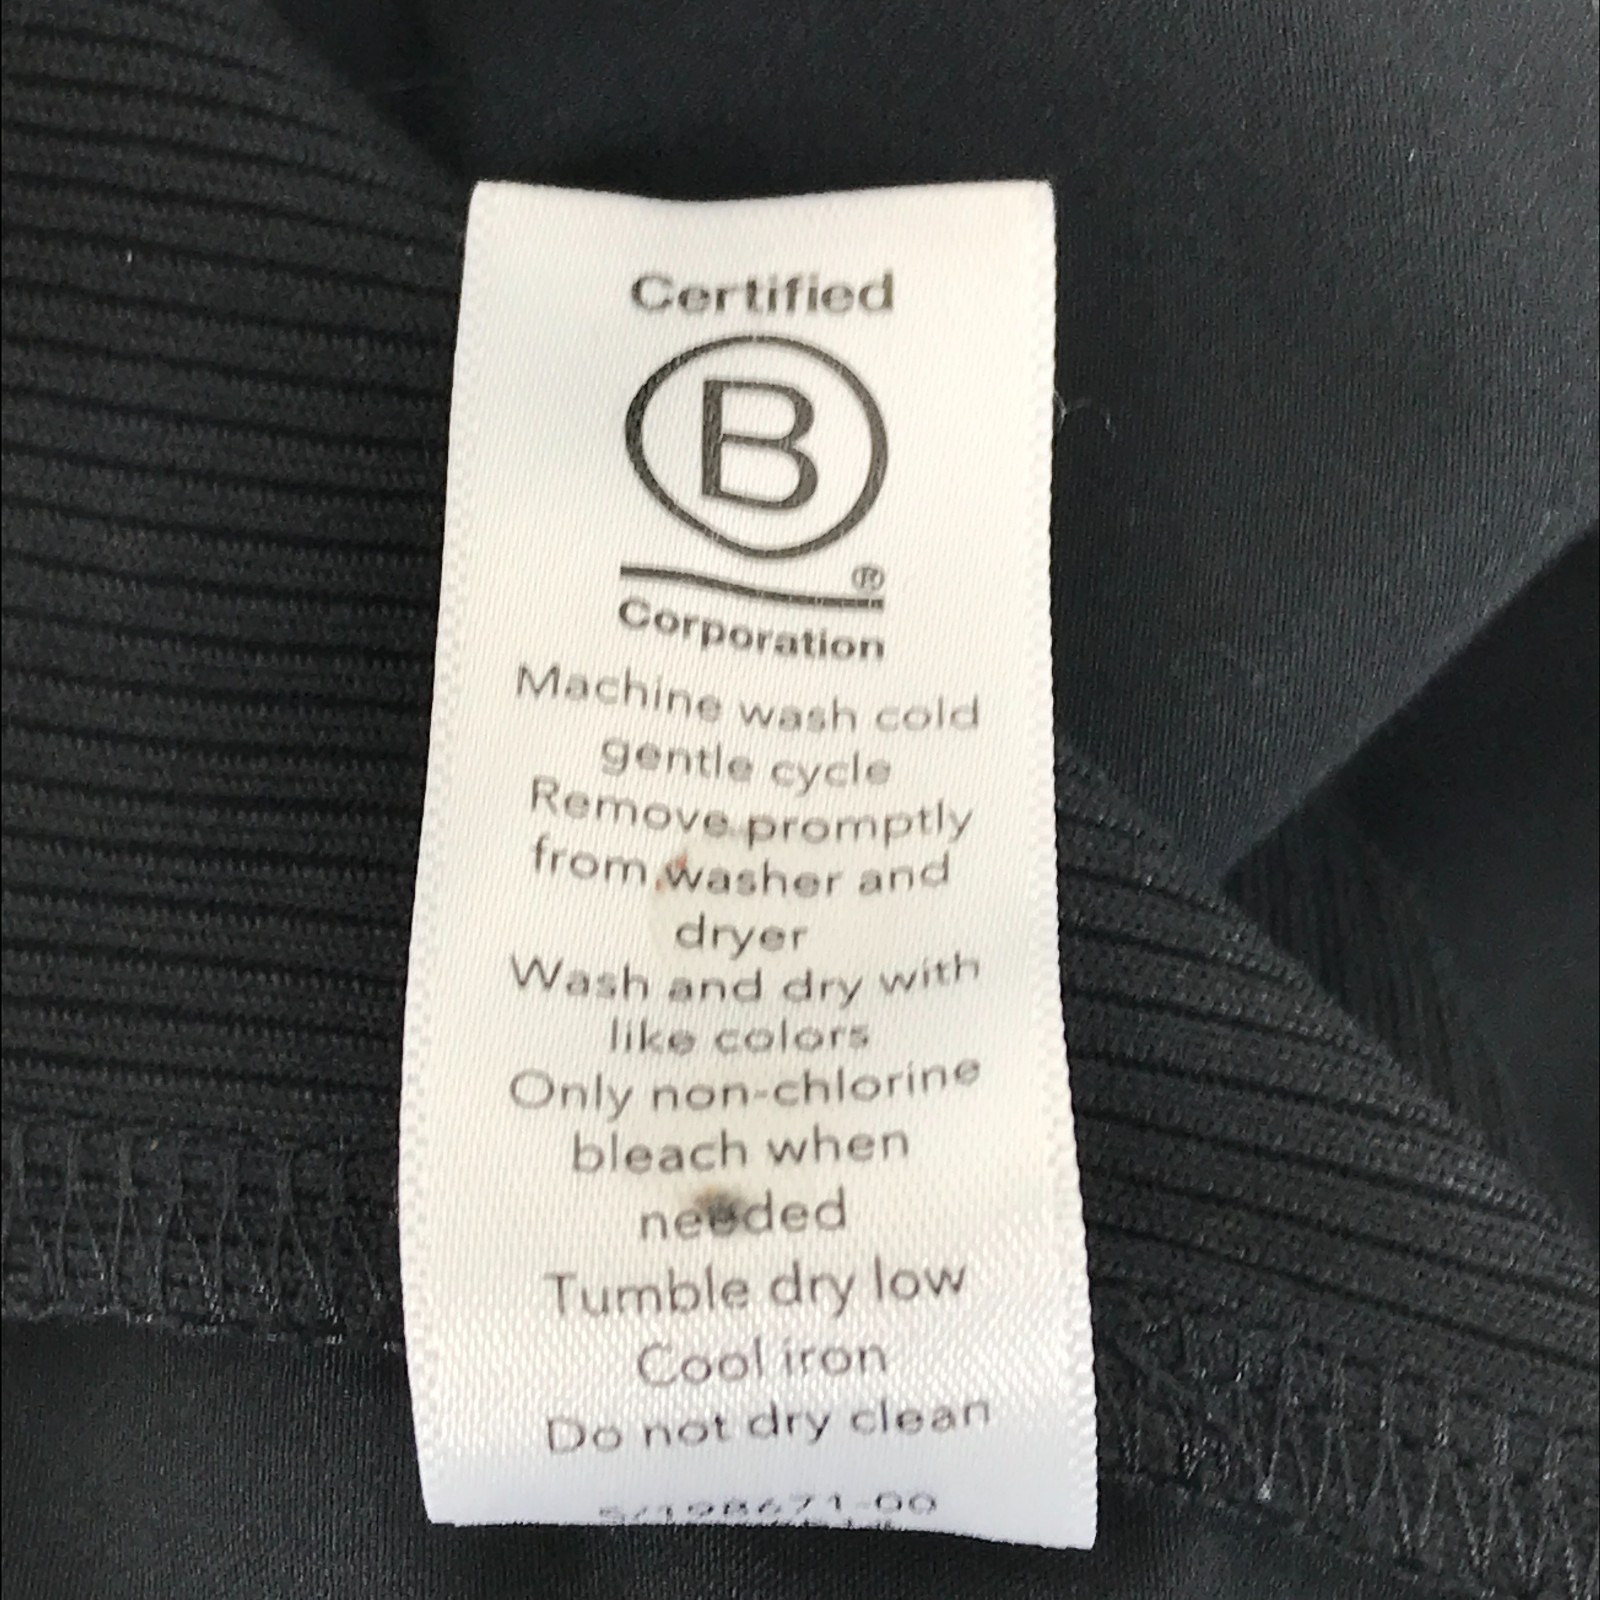 Certified
B
®
Corporation
Machine wash cold
gentle cycle
Remove promptly
from washer and
dryer
Wash and dry with
like colors
Only non-chlorine
bleach when
needed
Tumble dry low
Cool iron
Do not dry clean